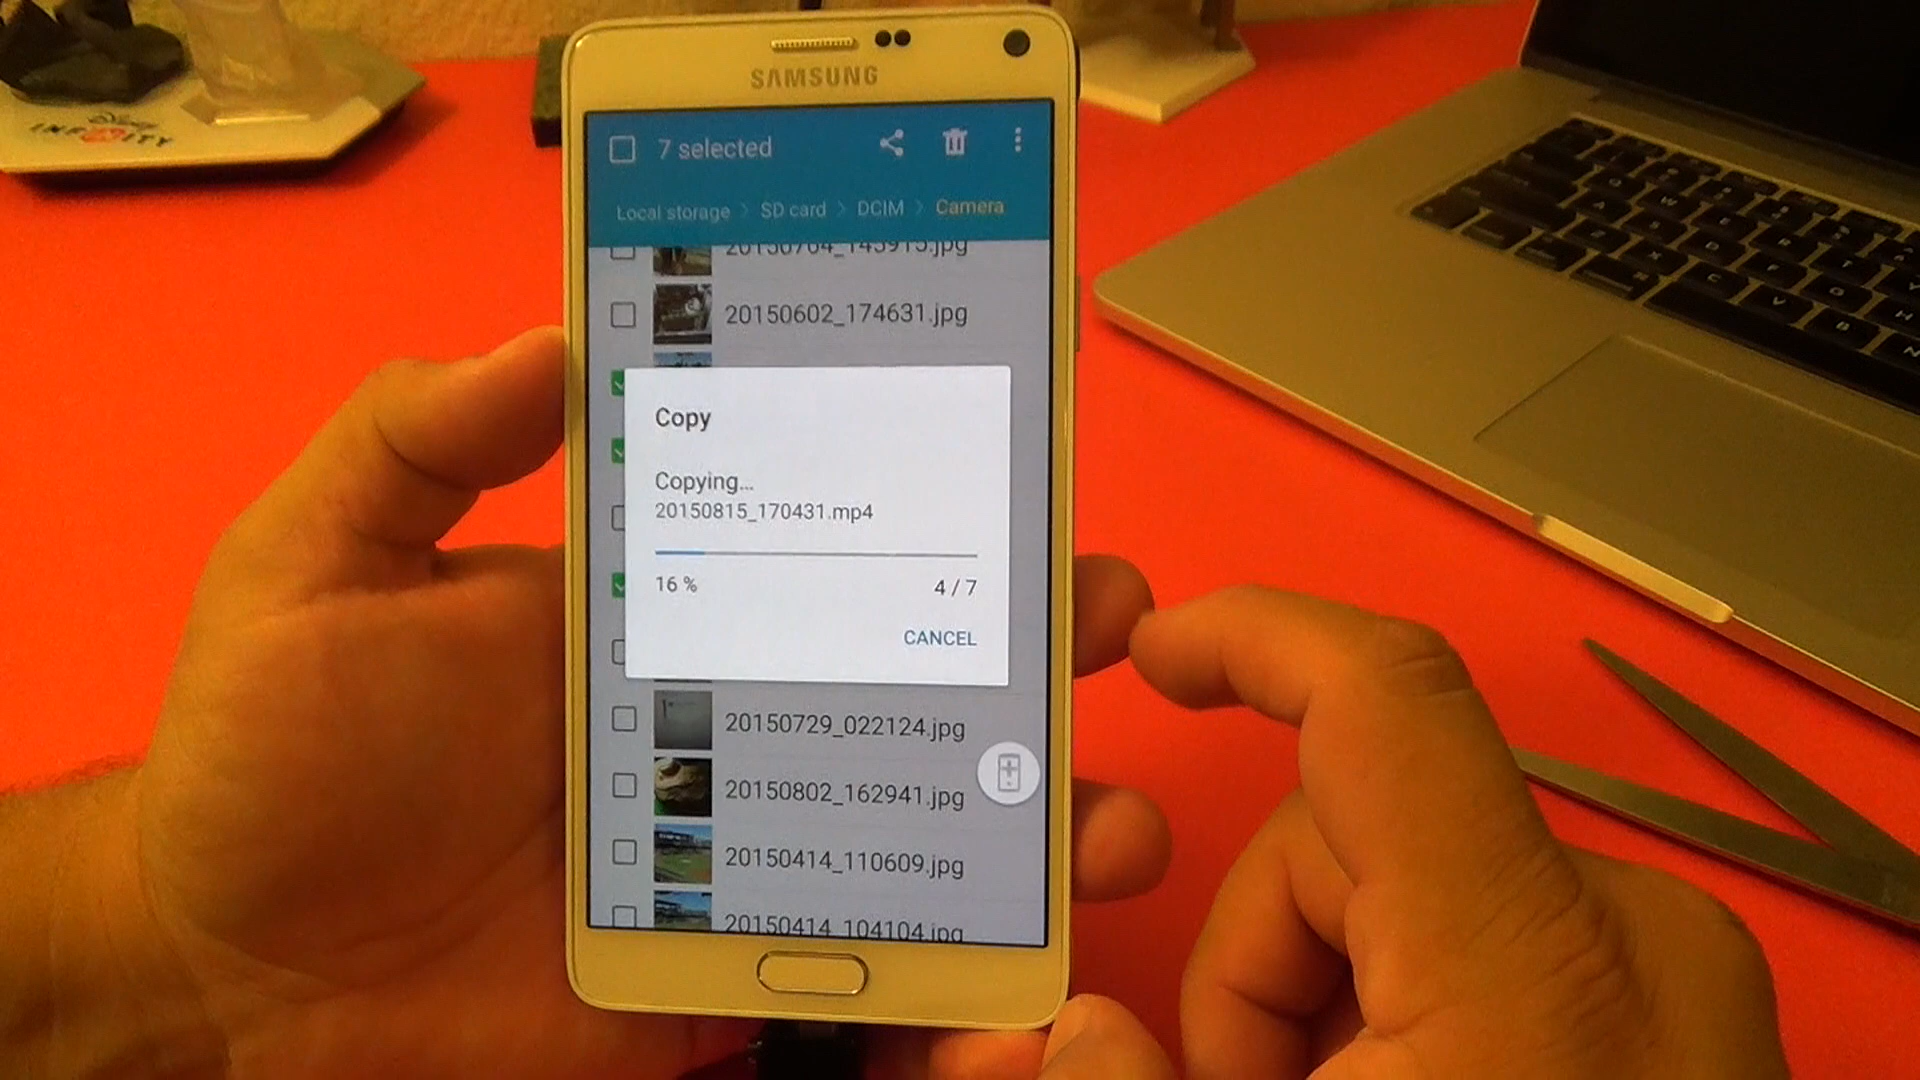 Disney
INFINITY
SAMSUNG
7 selected
Local storage > SD card > DCIM > Camera
20150704_143915.jpg
20150602_174631.jpg
Copy
Copying...
20150815_170431.mp4
16 %
4 / 7
CANCEL
20150729_022124.jpg
20150802_162941.jpg
20150414_110609.jpg
20150414_104104.jpg